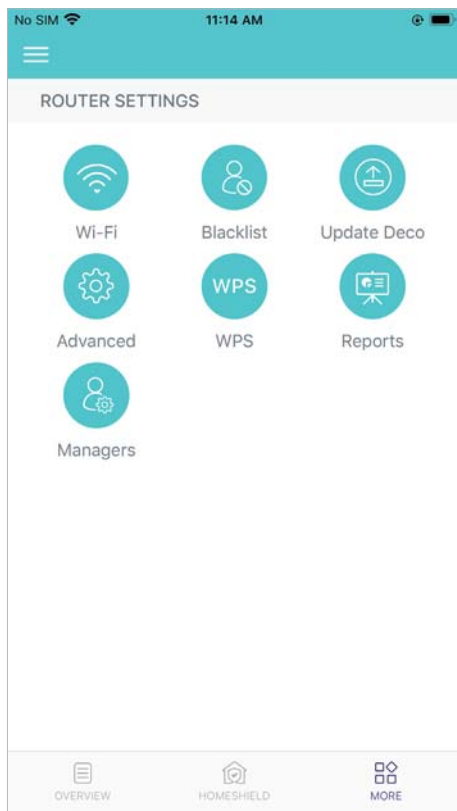 No SIM 11:14 AM
ROUTER SETTINGS
Wi-Fi Blacklist Update Deco
WPS
Advanced WPS Reports
Managers
OVERVIEW HOMESHIELD MORE